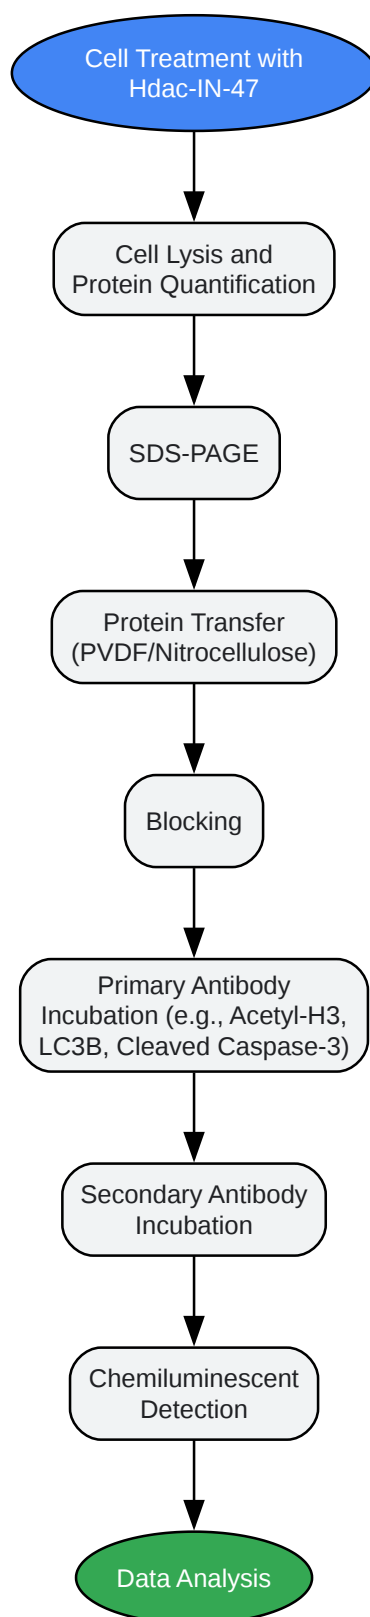 Cell Treatment with
Hdac-IN-47
Cell Lysis and
Protein Quantification
SDS-PAGE
Protein Transfer
(PVDF/Nitrocellulose)
Blocking
Primary Antibody
Incubation (e.g., Acetyl-H3,
LC3B, Cleaved Caspase-3)
Secondary Antibody
Incubation
Chemiluminescent
Detection
Data Analysis